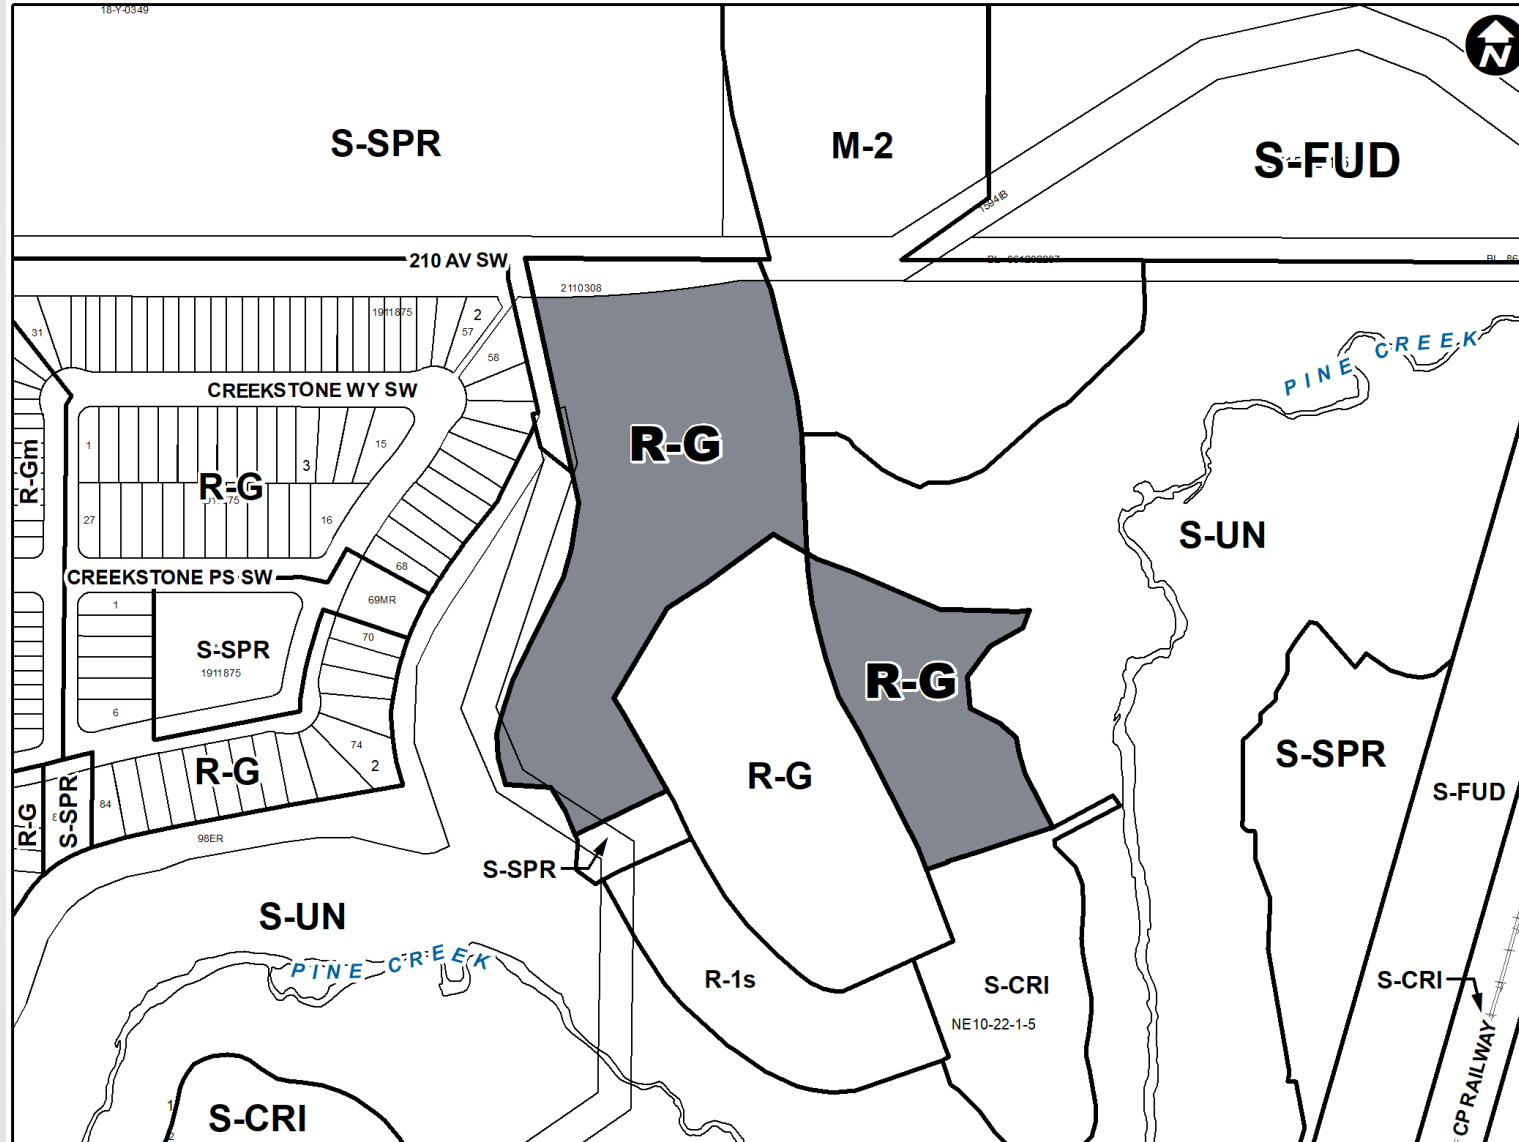 18-Y-0349
N
S-SPR
M-2
S-FUD
1594IB
210 AV SW
2110308
31
1911875
2
57
58
CREEKSTONE WY SW
PINE CREEK
R-Gm
1
15
3
R-G
27
16
R-G
S-UN
CREEKSTONE PS SW
68
69MR
1
S-SPR
1911875
70
6
R-G
74
2
R-G
R-G
S-SPR
S-FUD
R-G
S-SPR
84
98ER
S-SPR
S-UN
PINE CREEK
R-1s
S-CRI
NE10-22-1-5
S-CRI
CP RAILWAY
1
S-CRI